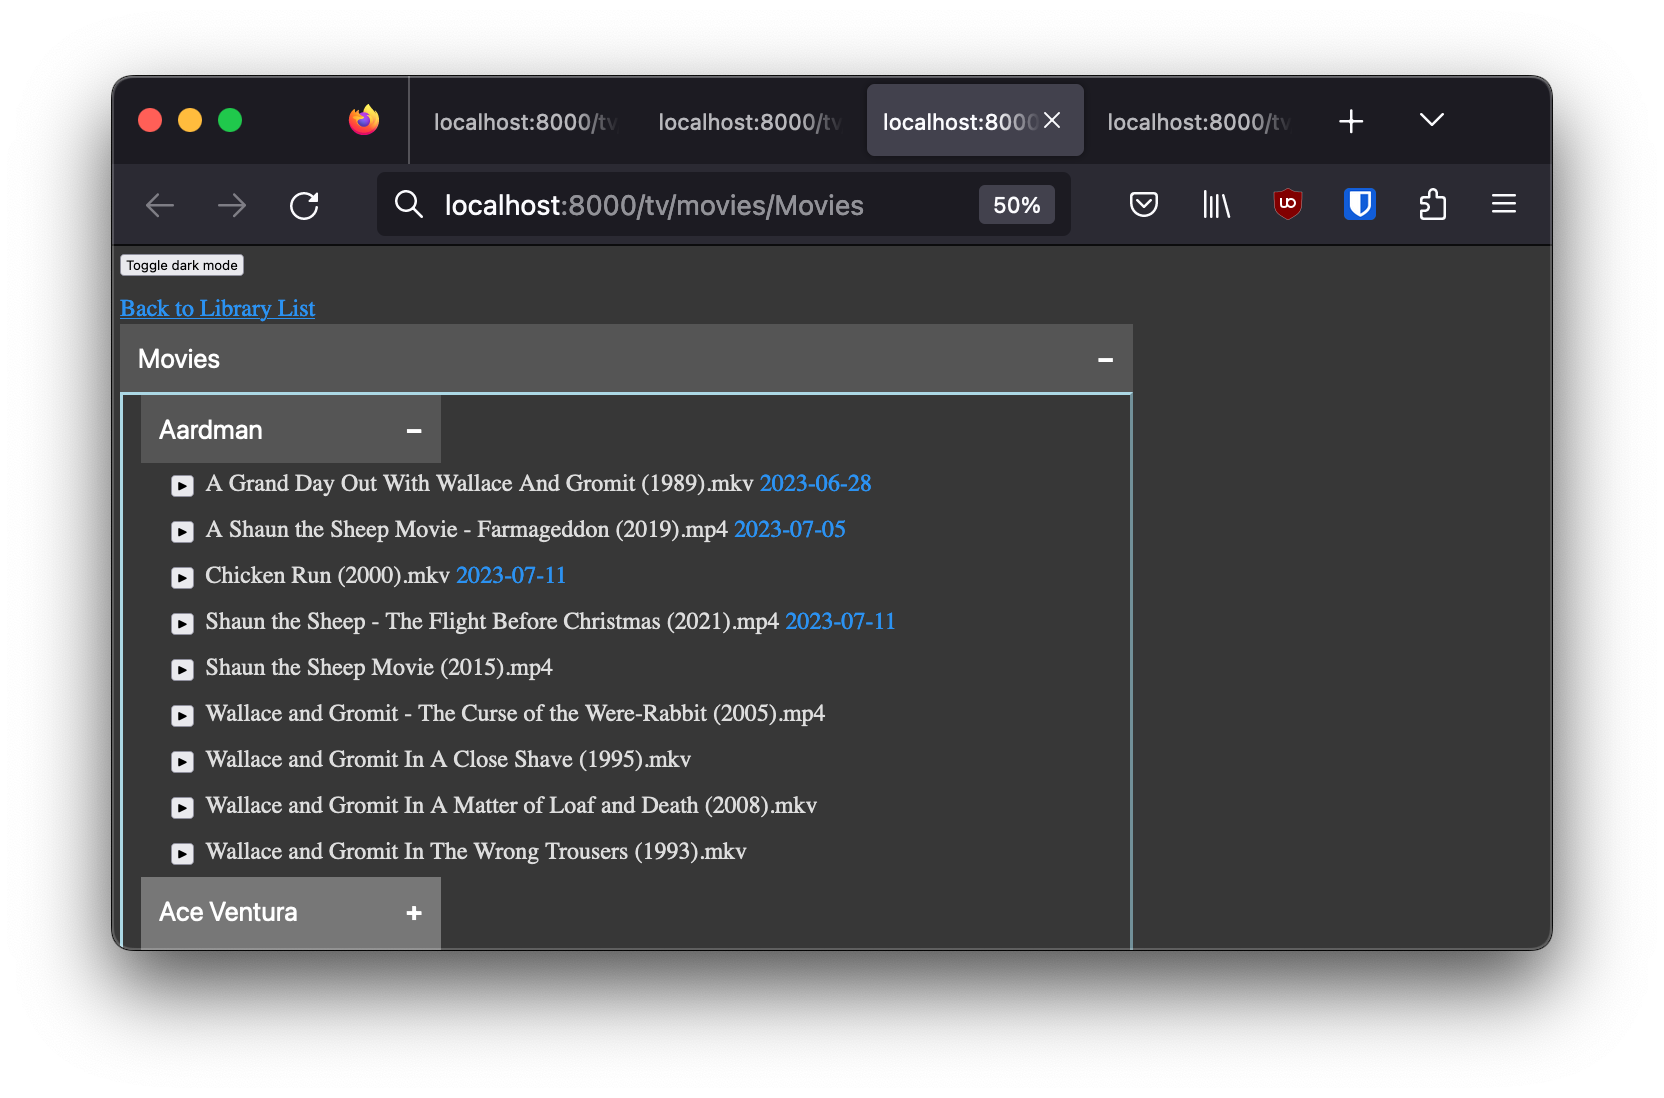 localhost:8000/tv localhost:8000/tv localhost:8000 localhost:8000/tv
localhost:8000/tv/movies/Movies 50%
Toggle dark mode
Back to Library List
Movies
Aardman
A Grand Day Out With Wallace And Gromit (1989).mkv 2023-06-28
A Shaun the Sheep Movie - Farmageddon (2019).mp4 2023-07-05
Chicken Run (2000).mkv 2023-07-11
Shaun the Sheep - The Flight Before Christmas (2021).mp4 2023-07-11
Shaun the Sheep Movie (2015).mp4
Wallace and Gromit - The Curse of the Were-Rabbit (2005).mp4
Wallace and Gromit In A Close Shave (1995).mkv
Wallace and Gromit In A Matter of Loaf and Death (2008).mkv
Wallace and Gromit In The Wrong Trousers (1993).mkv
Ace Ventura